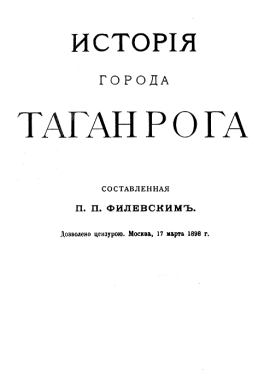 ИСТОРІЯ
ГОРОДА
ТАГАНРОГА
СОСТАВЛЕННАЯ
П. П. ФИЛЕВСКИМЪ.
Дозволено цензурою. Москва, 17 марта 1898 г.